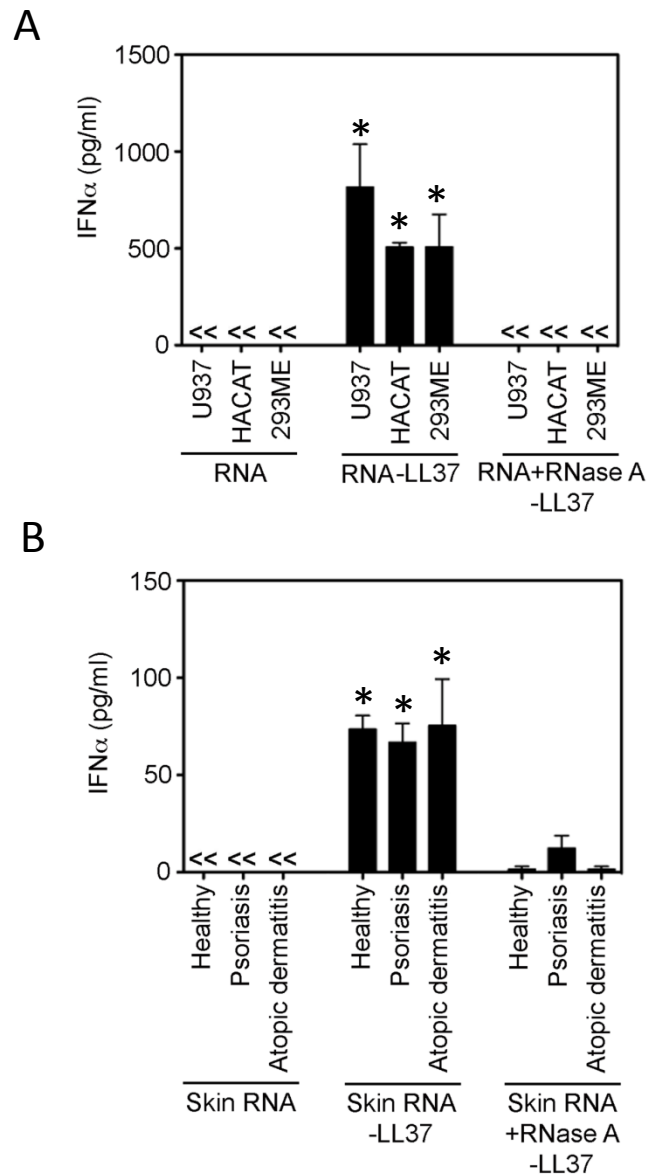 A
1500
1000
500
0
IFNα (pg/ml)
* * *
<< << << << << <<
U937 HACAT 293ME U937 HACAT 293ME U937 HACAT 293ME
RNA RNA-LL37 RNA+RNase A
-LL37
B
150
100
50
0
IFNα (pg/ml)
* * *
<< << <<
Healthy Psoriasis Atopic dermatitis Healthy Psoriasis Atopic dermatitis Healthy Psoriasis Atopic dermatitis
Skin RNA Skin RNA Skin RNA
-LL37 +RNase A
-LL37